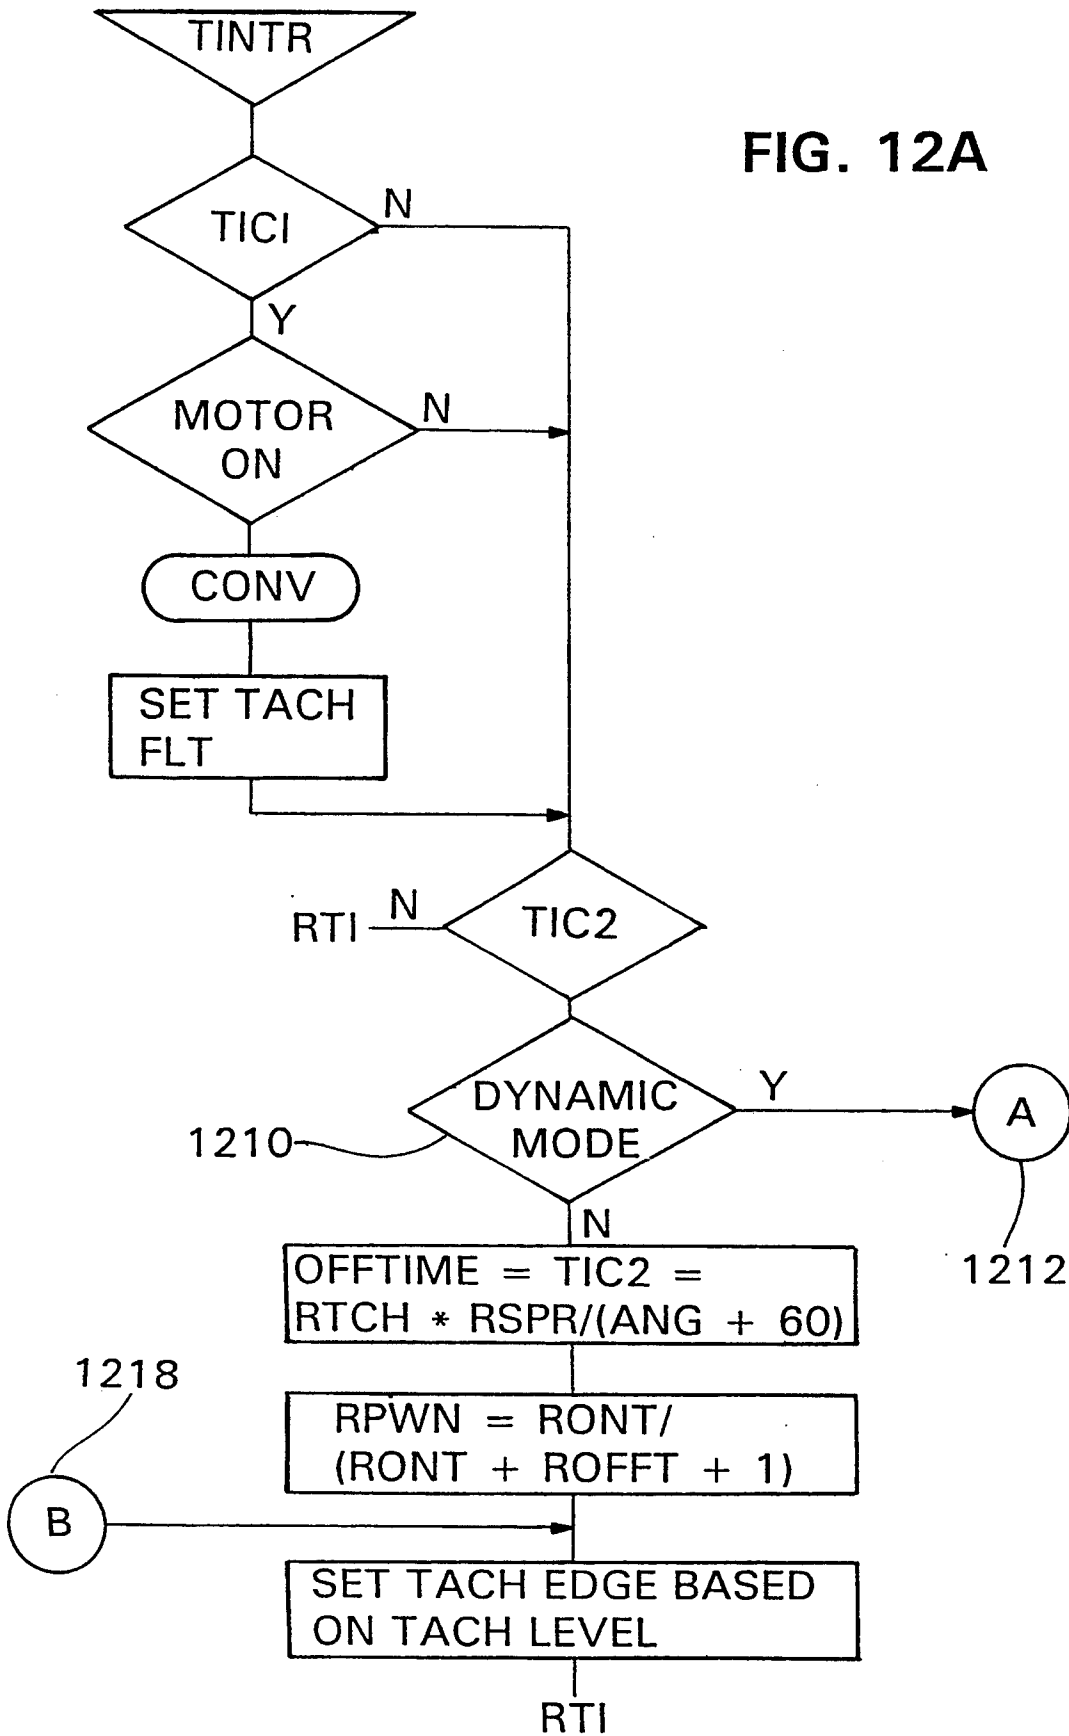 TINTR
FIG. 12A
TICI
N
Y
MOTOR
ON
N
CONV
SET TACH
FLT
RTI
N
TIC2
DYNAMIC
MODE
Y
A
1210
1212
N
OFFTIME = TIC2 =
RTCH * RSPR/(ANG + 60)
1218
RPWN = RONT/
(RONT + ROFFT + 1)
B
SET TACH EDGE BASED
ON TACH LEVEL
RTI